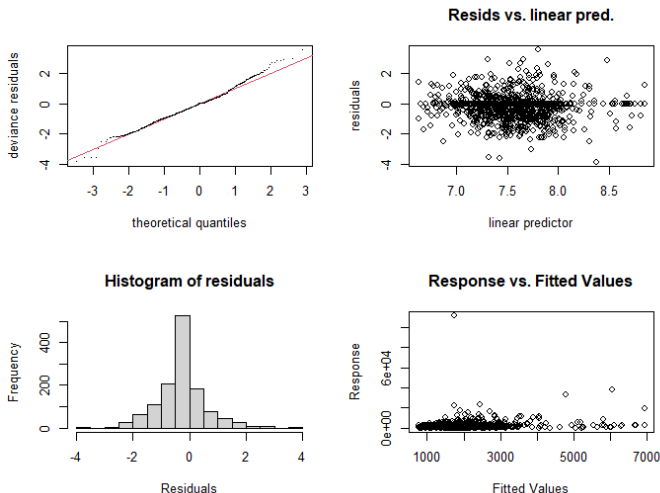 deviance residuals
-4 -2 0 2
-3 -2 -1 0 1 2 3
theoretical quantiles
Resids vs. linear pred.
residuals
-4 -2 0 2
7.0 7.5 8.0 8.5
linear predictor
Histogram of residuals
Frequency
0 200 400
-4 -2 0 2 4
Residuals
Response vs. Fitted Values
Response
0e+00 6e+04
1000 3000 5000 7000
Fitted Values